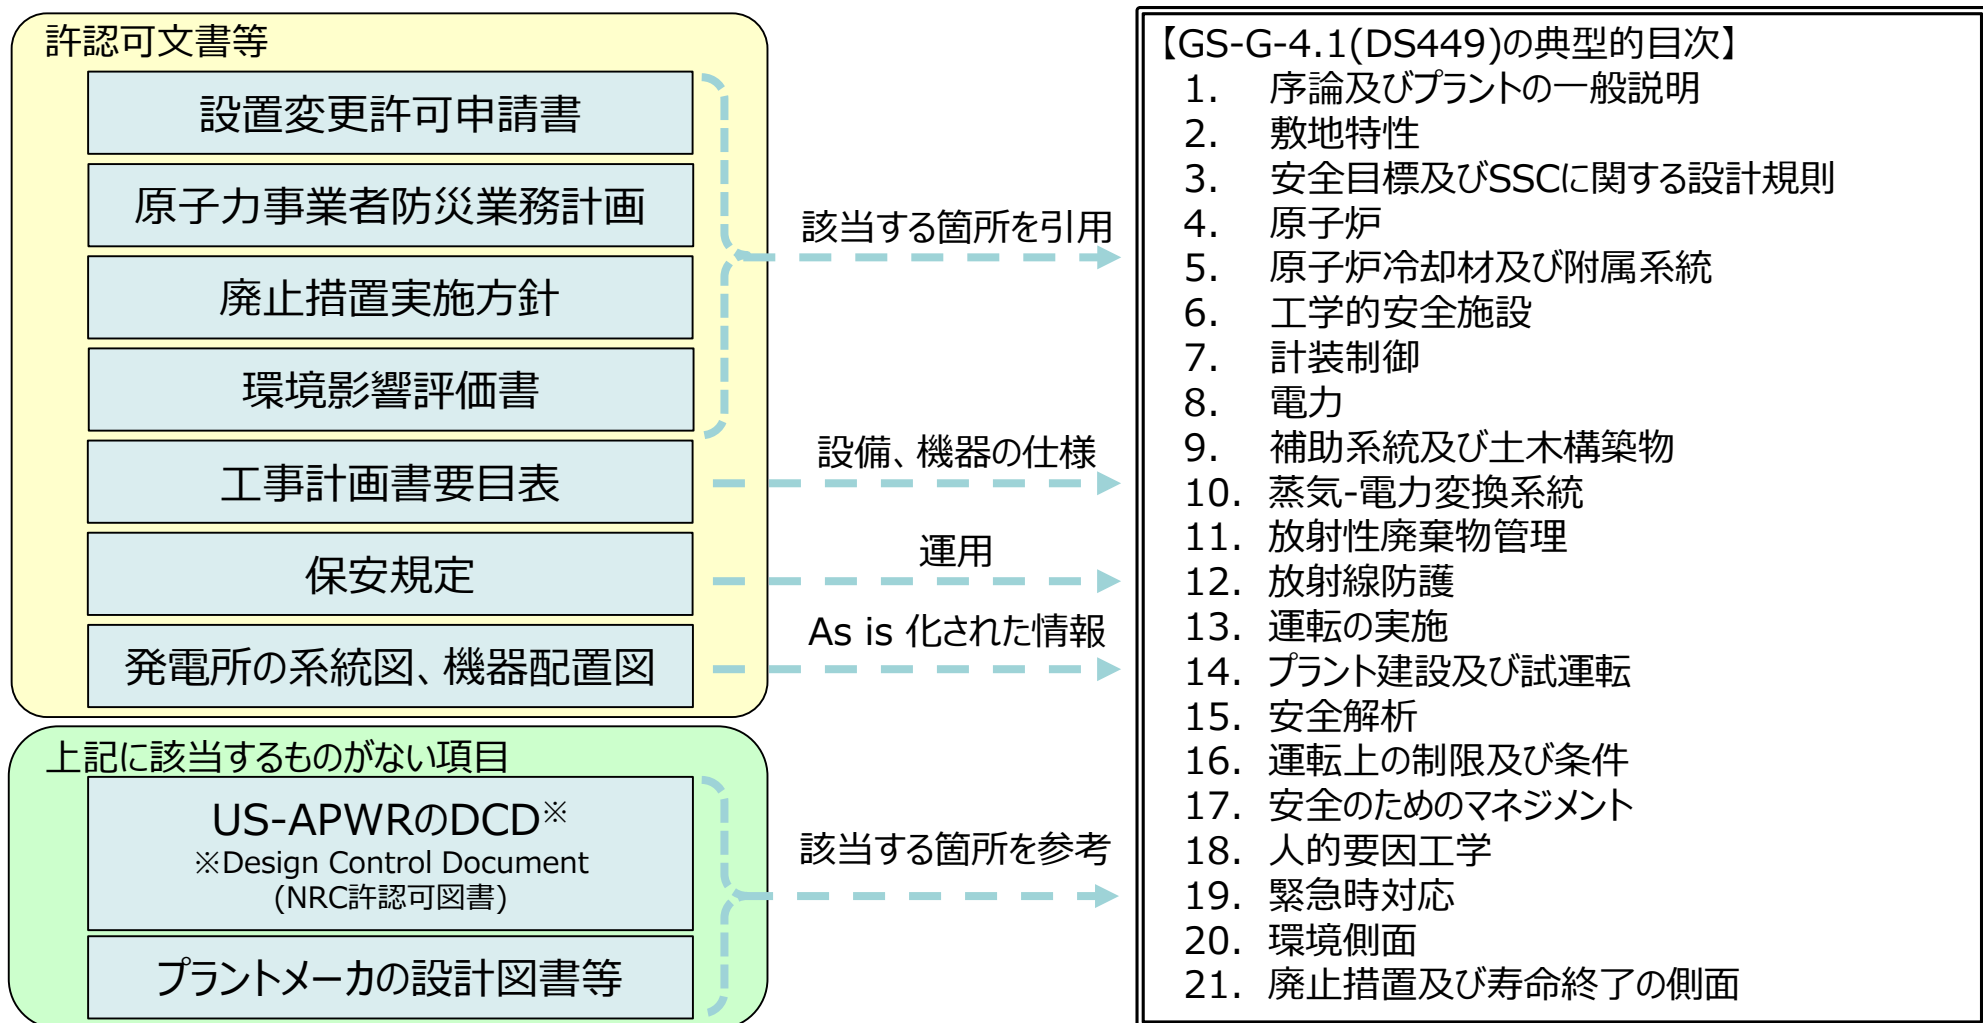 許認可文書等
設置変更許可申請書
原子力事業者防災業務計画
廃止措置実施方針
環境影響評価書
工事計画書要目表
保安規定
発電所の系統図、機器配置図
上記に該当するものがない項目
US-APWRのDCD※
※Design Control Document
(NRC許認可図書)
プラントメーカの設計図書等
該当する箇所を引用
設備、機器の仕様
運用
As is 化された情報
該当する箇所を参考
【GS-G-4.1(DS449)の典型的目次】
1. 序論及びプラントの一般説明
2. 敷地特性
3. 安全目標及びSSCに関する設計規則
4. 原子炉
5. 原子炉冷却材及び附属系統
6. 工学的安全施設
7. 計装制御
8. 電力
9. 補助系統及び土木構築物
10. 蒸気-電力変換系統
11. 放射性廃棄物管理
12. 放射線防護
13. 運転の実施
14. プラント建設及び試運転
15. 安全解析
16. 運転上の制限及び条件
17. 安全のためのマネジメント
18. 人的要因工学
19. 緊急時対応
20. 環境側面
21. 廃止措置及び寿命終了の側面